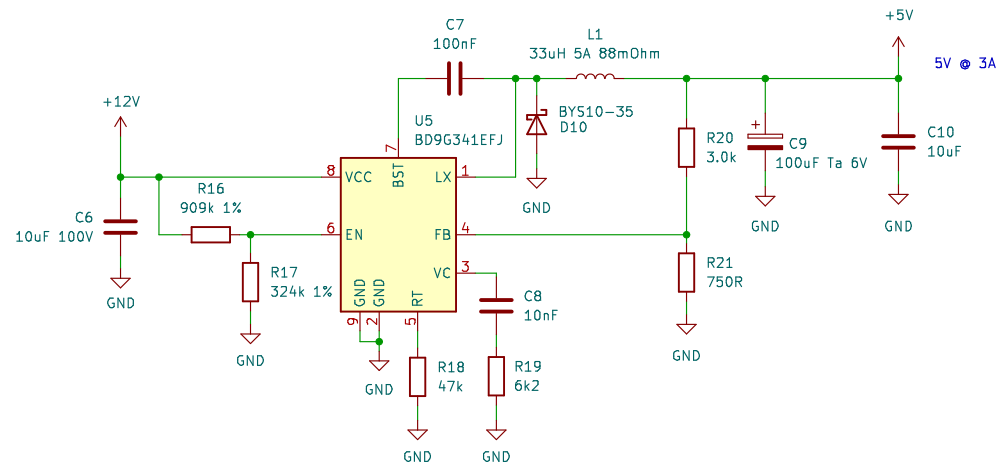 +5V
C7
100nF
L1
33uH 5A 88mOhm
5V @ 3A
+12V
U5
BD9G341EFJ
BYS10-35
D10
R20
3.0k
C9
100uF Ta 6V
C10
10uF
7
BST
8
VCC
LX
1
R16
909k 1%
C6
10uF 100V
6
EN
FB
4
GND
GND
GND
R17
324k 1%
VC
3
R21
750R
GND
C8
10nF
GND
GND
RT
9
2
5
GND
GND
GND
R18
47k
R19
6k2
GND
GND